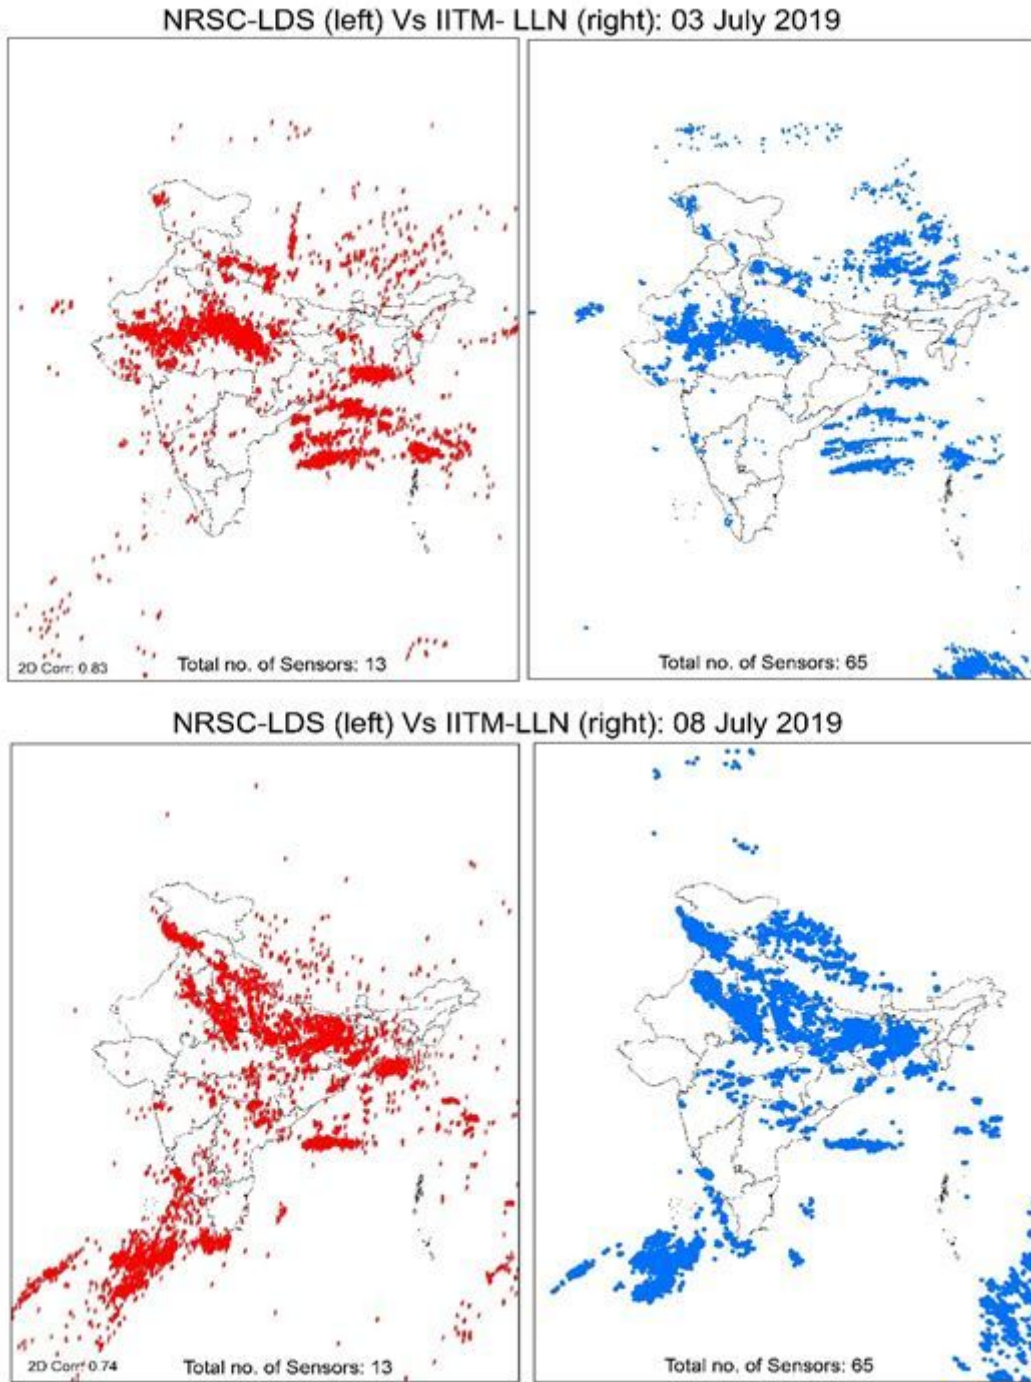 NRSC-LDS (left) Vs IITM- LLN (right): 03 July 2019
2D Corr: 0.83
Total no. of Sensors: 13
Total no. of Sensors: 65
NRSC-LDS (left) Vs IITM-LLN (right): 08 July 2019
2D Corr: 0.74
Total no. of Sensors: 13
Total no. of Sensors: 65